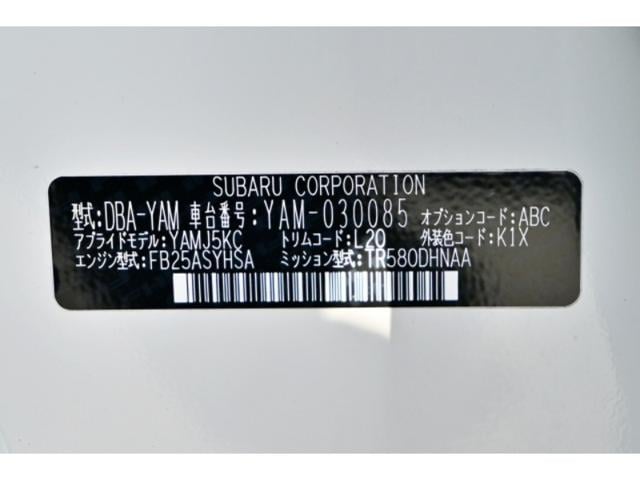 SUBARU CORPORATION
型式:DBA-YAM 車台番号:YAM-030085 オプションコード:ABC
アプライドモデル:YAMJ5KC トリムコード:L20 外装色コード:K1X
エンジン型式:FB25ASYHSA ミッション型式:TR580DHNAA